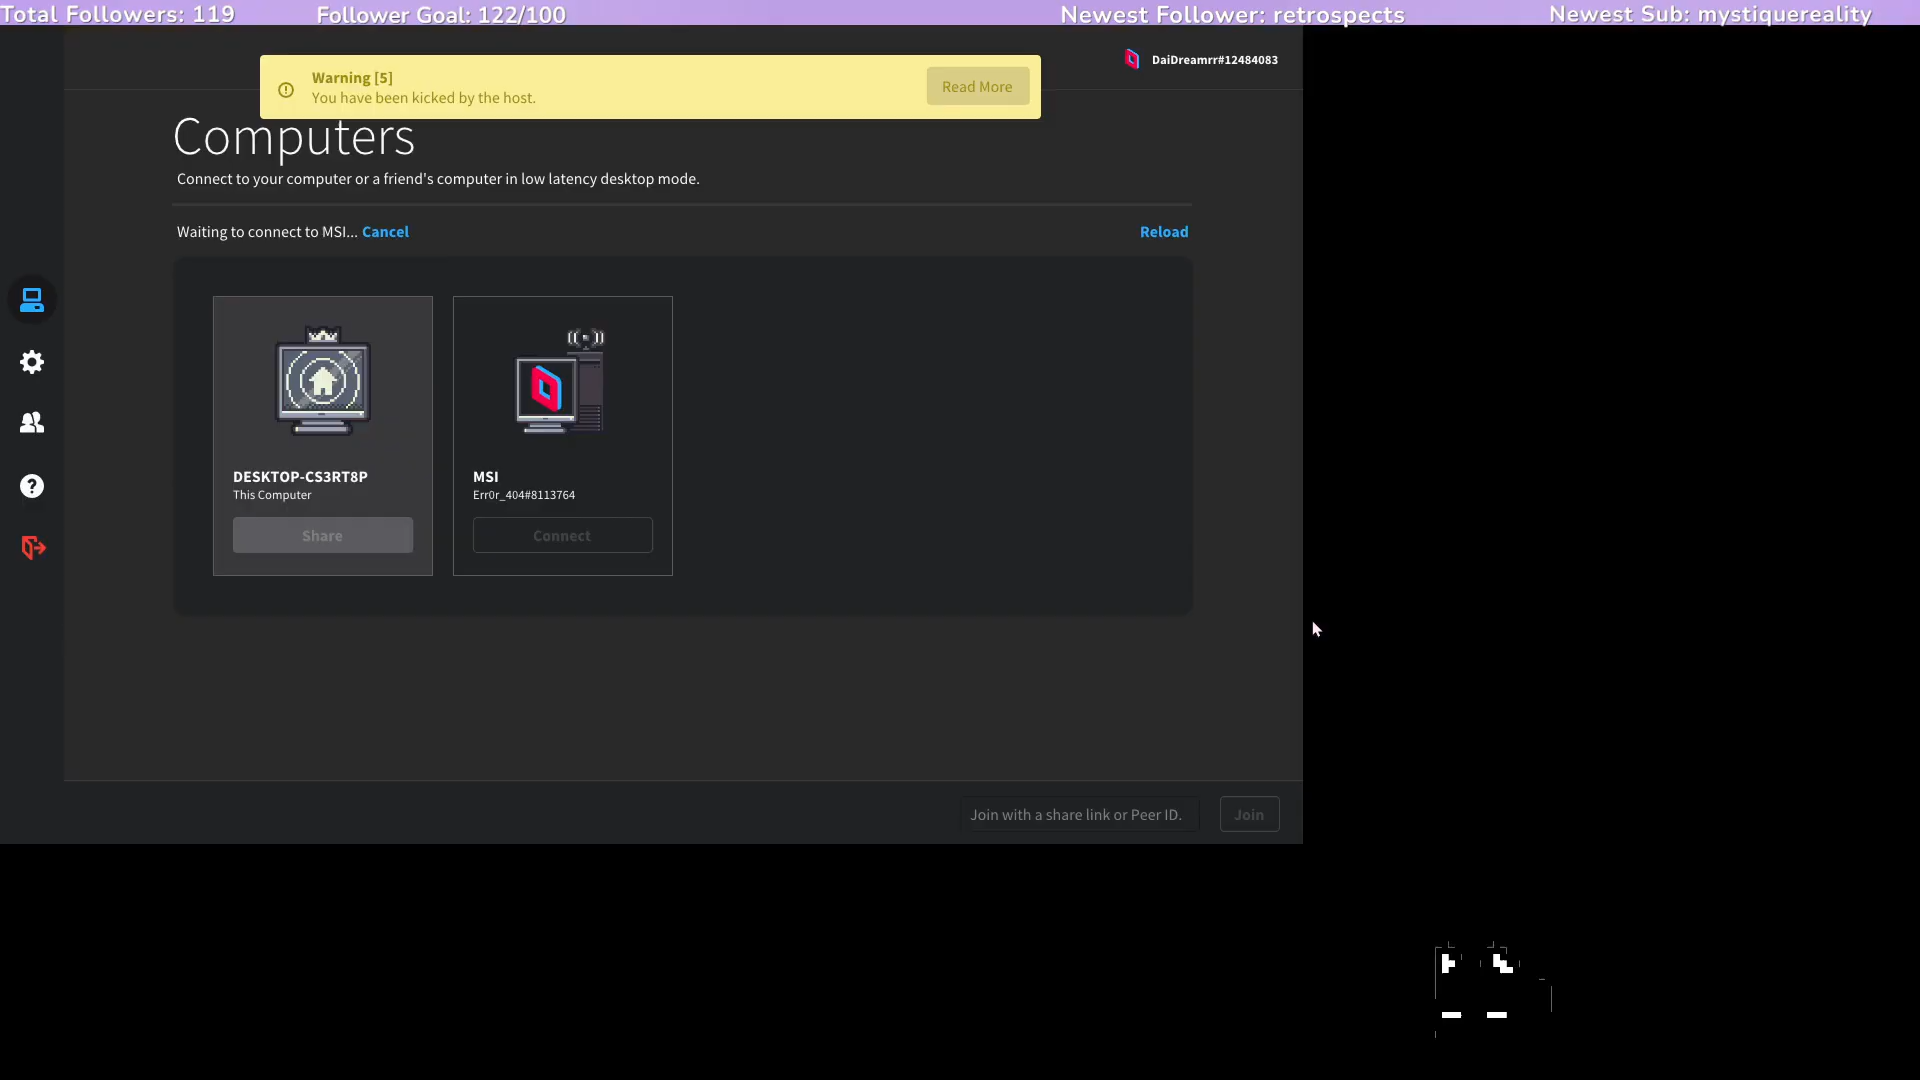 Total Followers: 119
Follower Goal: 122/100
Newest Follower: retrospects
Newest Sub: mystiquereality
DaiDreamrr#12484083
Warning [5]
You have been kicked by the host.
Read More
Computers
Connect to your computer or a friend's computer in low latency desktop mode.
Waiting to connect to MSI... Cancel
Reload
DESKTOP-CS3RT8P
This Computer
Share
MSI
Err0r_404#8113764
Connect
Join with a share link or Peer ID.
Join